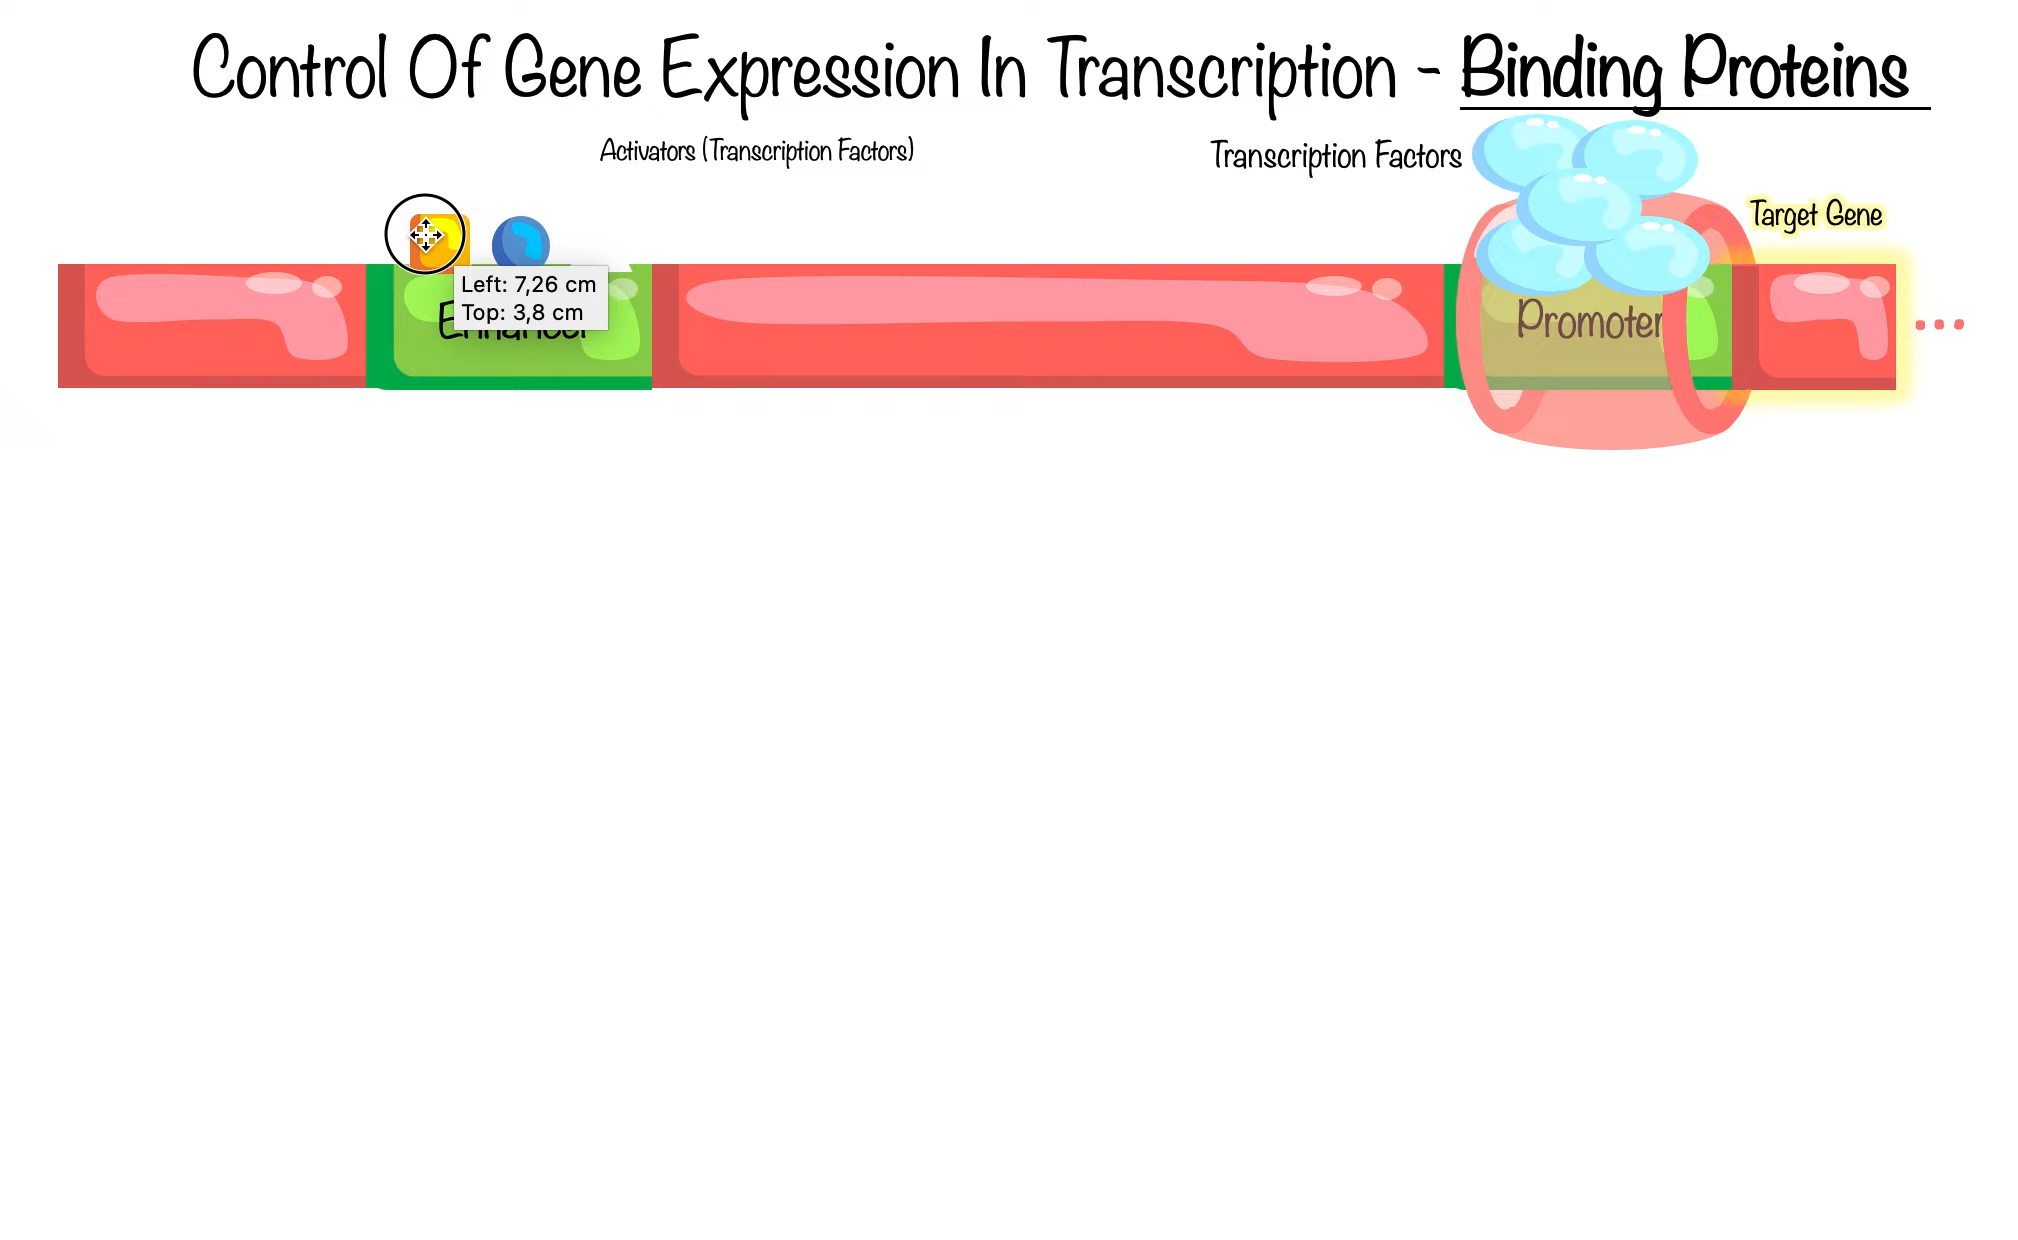 Control Of Gene Expression In Transcription - Binding Proteins
Activators (Transcription Factors)
Transcription Factors
Target Gene
Left: 7,26 cm
Top: 3,8 cm
Enhancer
Promoter